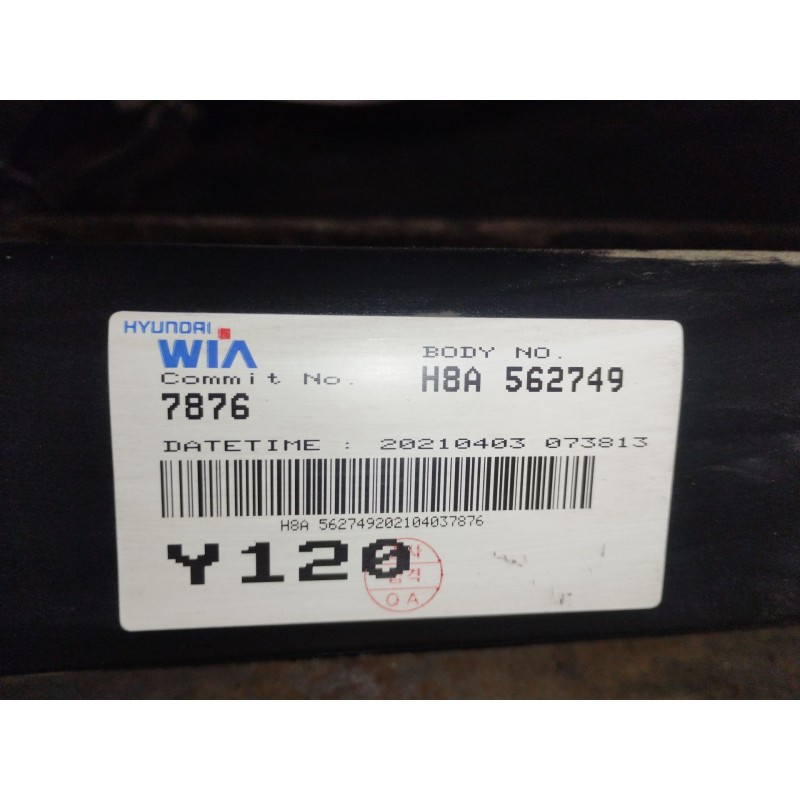 HYUNDAI
WIA
BODY NO.
Commit No.
H8A 562749
7876
DATETIME : 20210403 073813
H8A 562749202104037876
Y120
QA